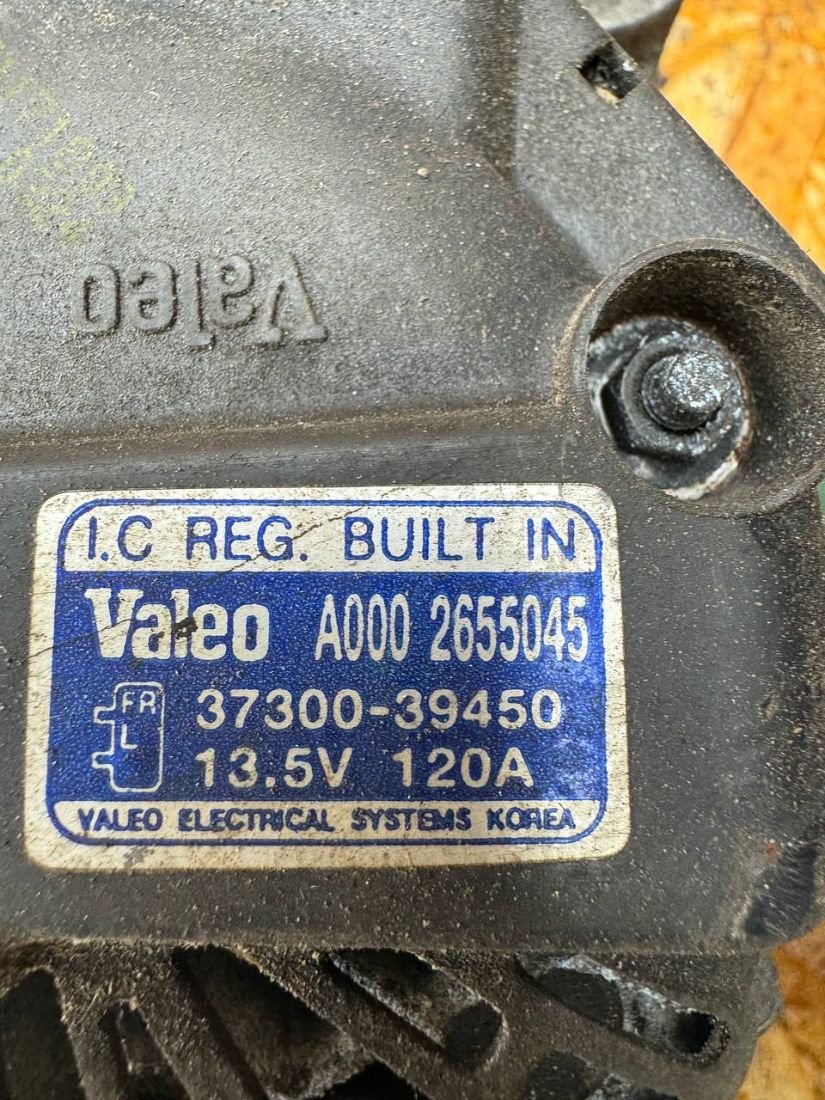 Valeo
I.C REG. BUILT IN
Valeo A000 2655045
FR 37300-39450
L 13.5V 120A
VALEO ELECTRICAL SYSTEMS KOREA